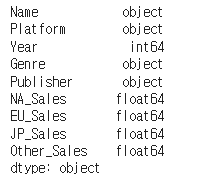 Name object
Platform object
Year int64
Genre object
Publisher object
NA_Sales float64
EU_Sales float64
JP_Sales float64
Other_Sales float64
dtype: object